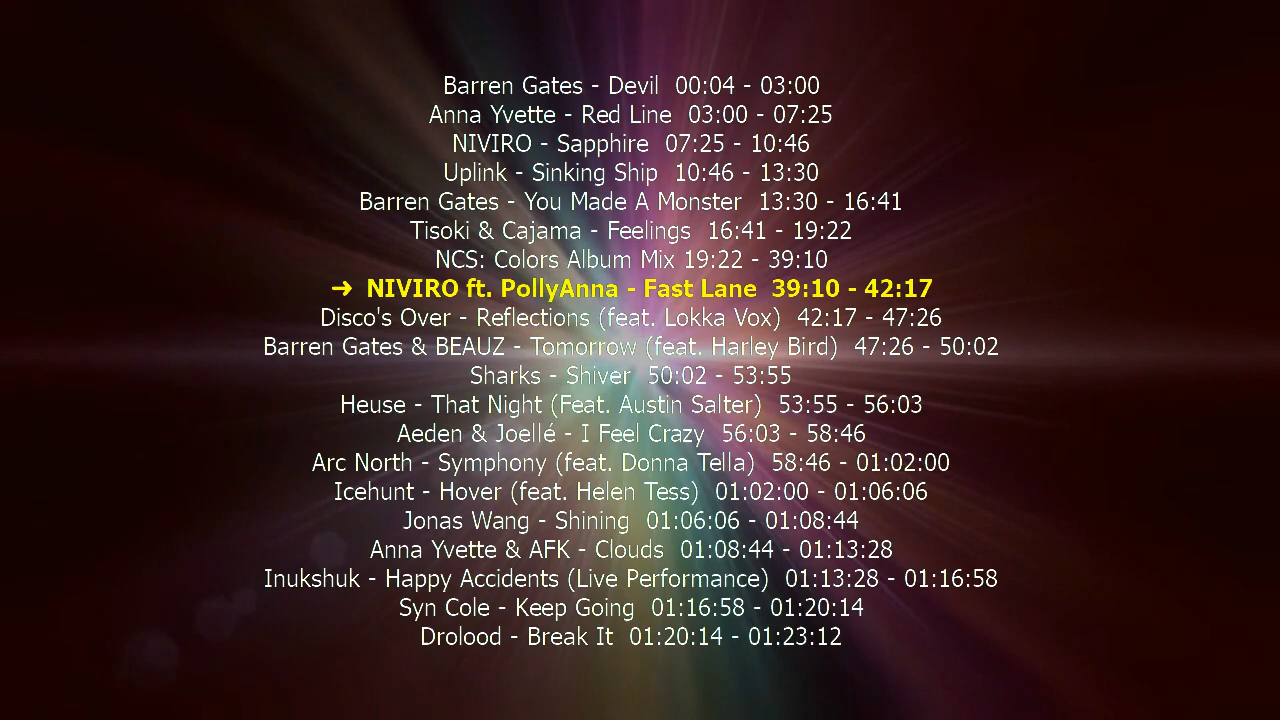 Barren Gates - Devil  00:04 - 03:00
Anna Yvette - Red Line  03:00 - 07:25
NIVIRO - Sapphire  07:25 - 10:46
Uplink - Sinking Ship  10:46 - 13:30
Barren Gates - You Made A Monster  13:30 - 16:41
Tisoki & Cajama - Feelings  16:41 - 19:22
NCS: Colors Album Mix 19:22 - 39:10
➜ NIVIRO ft. PollyAnna - Fast Lane  39:10 - 42:17
Disco's Over - Reflections (feat. Lokka Vox)  42:17 - 47:26
Barren Gates & BEAUZ - Tomorrow (feat. Harley Bird)  47:26 - 50:02
Sharks - Shiver  50:02 - 53:55
Heuse - That Night (Feat. Austin Salter)  53:55 - 56:03
Aeden & Joellé - I Feel Crazy  56:03 - 58:46
Arc North - Symphony (feat. Donna Tella)  58:46 - 01:02:00
Icehunt - Hover (feat. Helen Tess)  01:02:00 - 01:06:06
Jonas Wang - Shining  01:06:06 - 01:08:44
Anna Yvette & AFK - Clouds  01:08:44 - 01:13:28
Inukshuk - Happy Accidents (Live Performance)  01:13:28 - 01:16:58
Syn Cole - Keep Going  01:16:58 - 01:20:14
Drolood - Break It  01:20:14 - 01:23:12